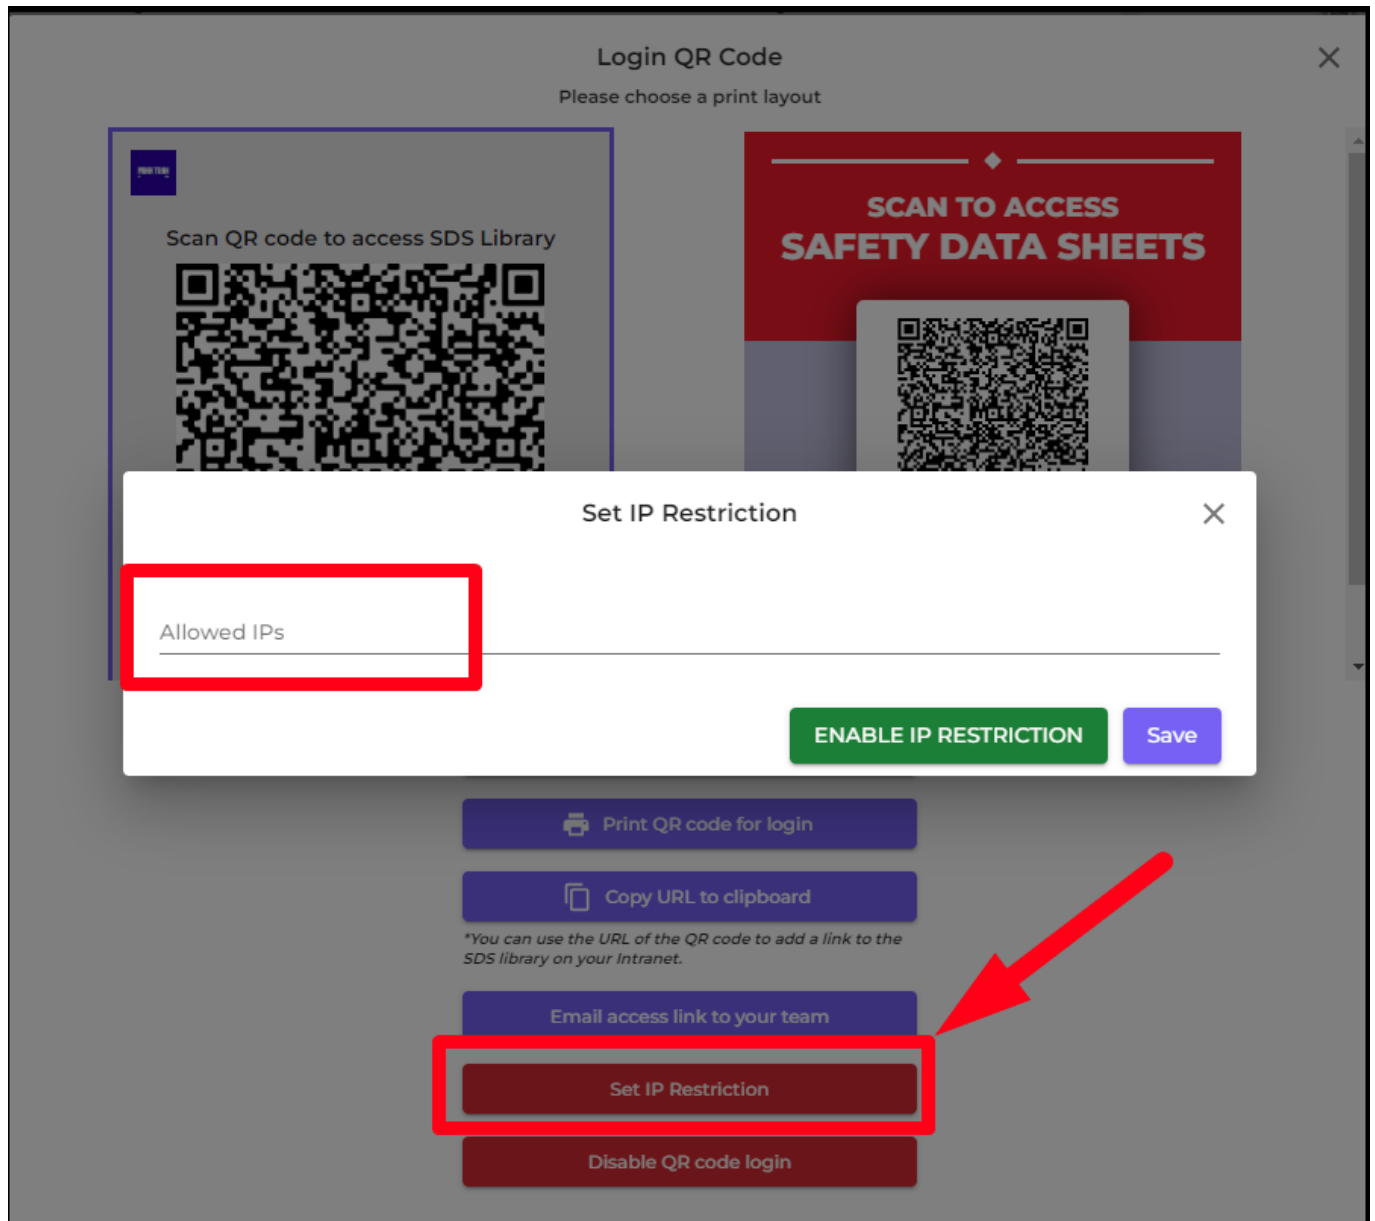 Login QR Code
Please choose a print layout
Scan QR code to access SDS Library
SCAN TO ACCESS
SAFETY DATA SHEETS
Set IP Restriction
Allowed IPs
ENABLE IP RESTRICTION
Save
Print QR code for login
Copy URL to clipboard
*You can use the URL of the QR code to add a link to the
SDS library on your Intranet.
Email access link to your team
Set IP Restriction
Disable QR code login